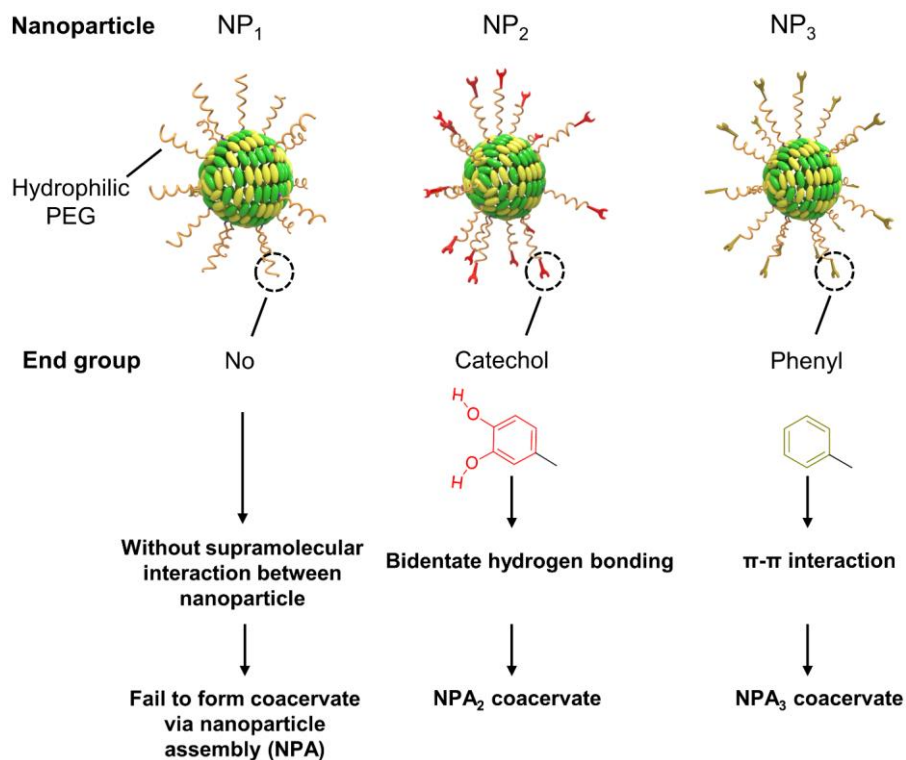 Nanoparticle NP₁ NP₂ NP₃
Hydrophilic
PEG
End group No Catechol Phenyl
H
O
O
H
Without supramolecular
interaction between
nanoparticle
Bidentate hydrogen bonding
π-π interaction
Fail to form coacervate
via nanoparticle
assembly (NPA)
NPA₂ coacervate
NPA₃ coacervate